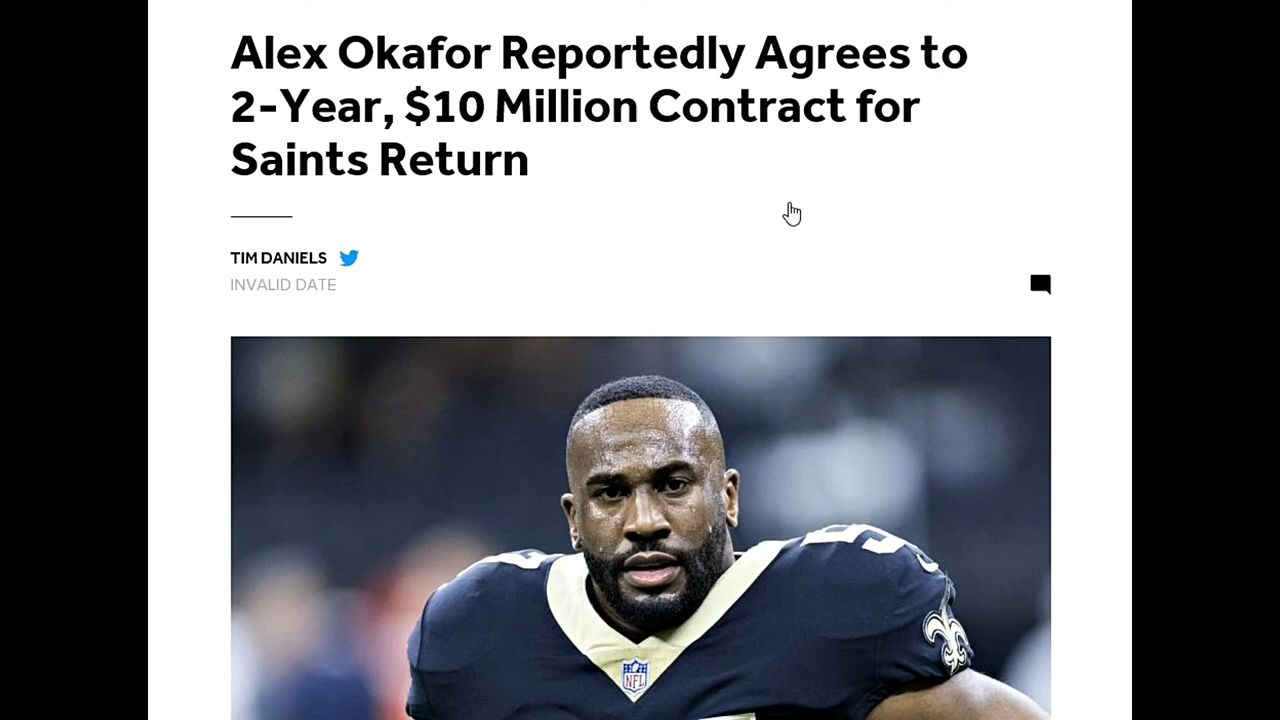 Alex Okafor Reportedly Agrees to
2-Year, $10 Million Contract for
Saints Return
TIM DANIELS
INVALID DATE
NFL